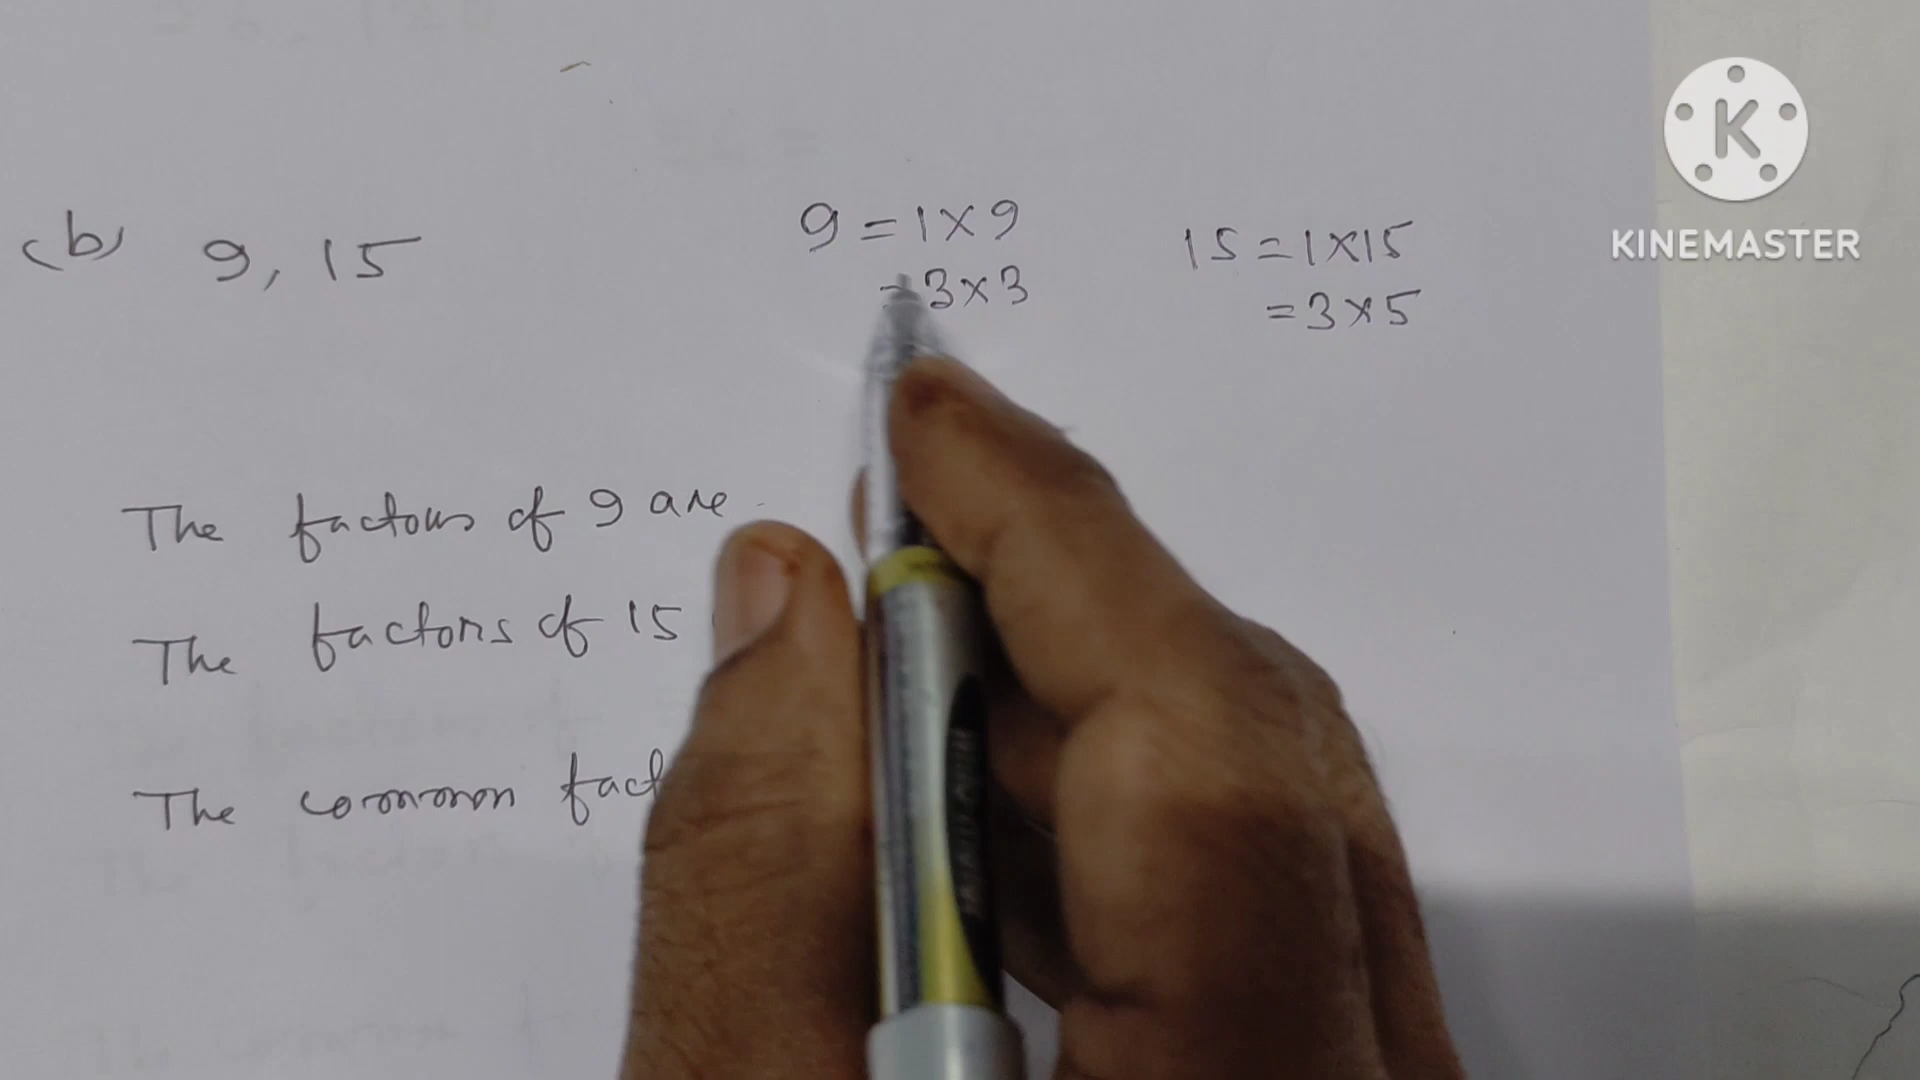 (b) 9, 15
9 = 1 × 9
= 3 × 3
15 = 1 × 15
= 3 × 5
The factors of 9 are
The factors of 15
The common fact
K
KINEMASTER